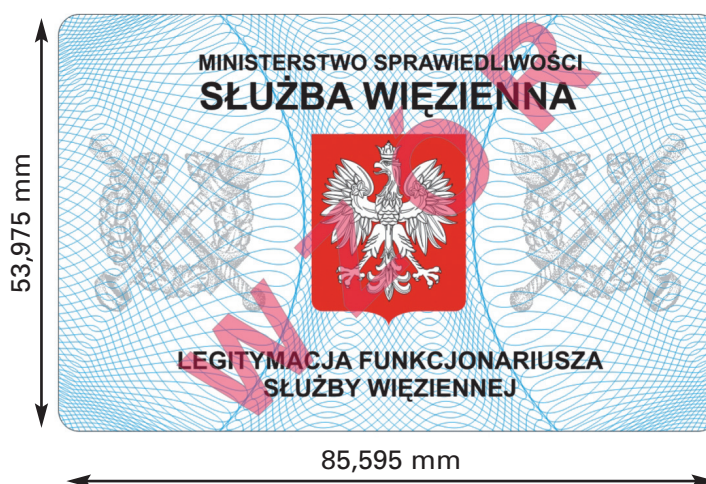 MINISTERSTWO SPRAWIEDLIWOŚCI
SŁUŻBA WIĘZIENNA
WZÓR
53,975 mm
LEGITYMACJA FUNKCJONARIUSZA
SŁUŻBY WIĘZIENNEJ
85,595 mm